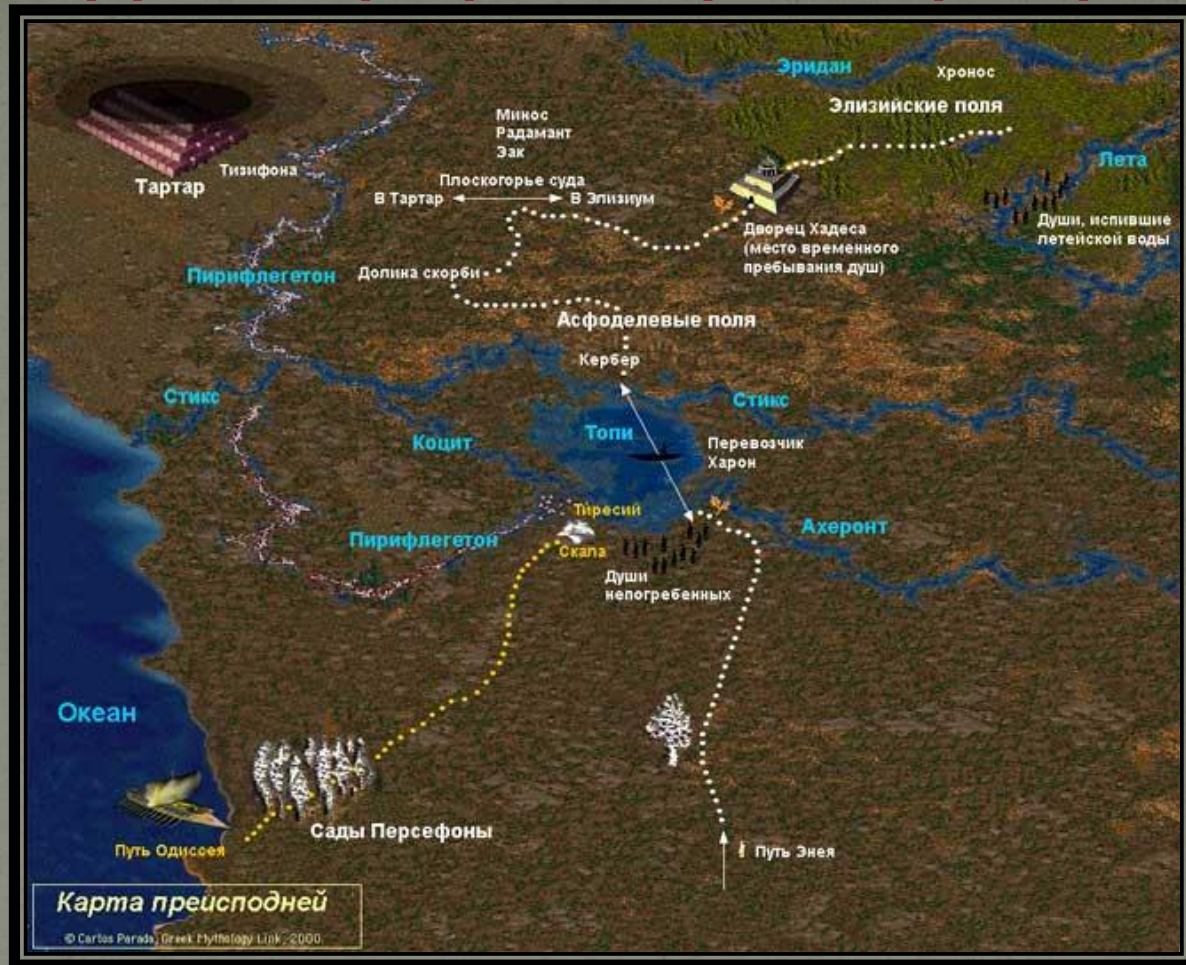 Эридан
Хронос
Элизийские поля
Минос
Радамант
Эак
Лета
Тизифона
Тартар
Плоскогорье суда
В Тартар
В Элизиум
Души, испившие
летейской воды
Дворец Хадеса
(место временного
пребывания душ)
Пирифлегетон
Долина скорби
Асфоделевые поля
Кербер
Стикс
Стикс
Коцит
Топи
Перевозчик
Харон
Тиресий
Ахеронт
Пирифлегетон
Скала
Души
непогребенных
Океан
Сады Персефоны
Путь Одиссея
Путь Энея
Карта преисподней
© Carlos Parada, Greek Mythology Link, 2000.